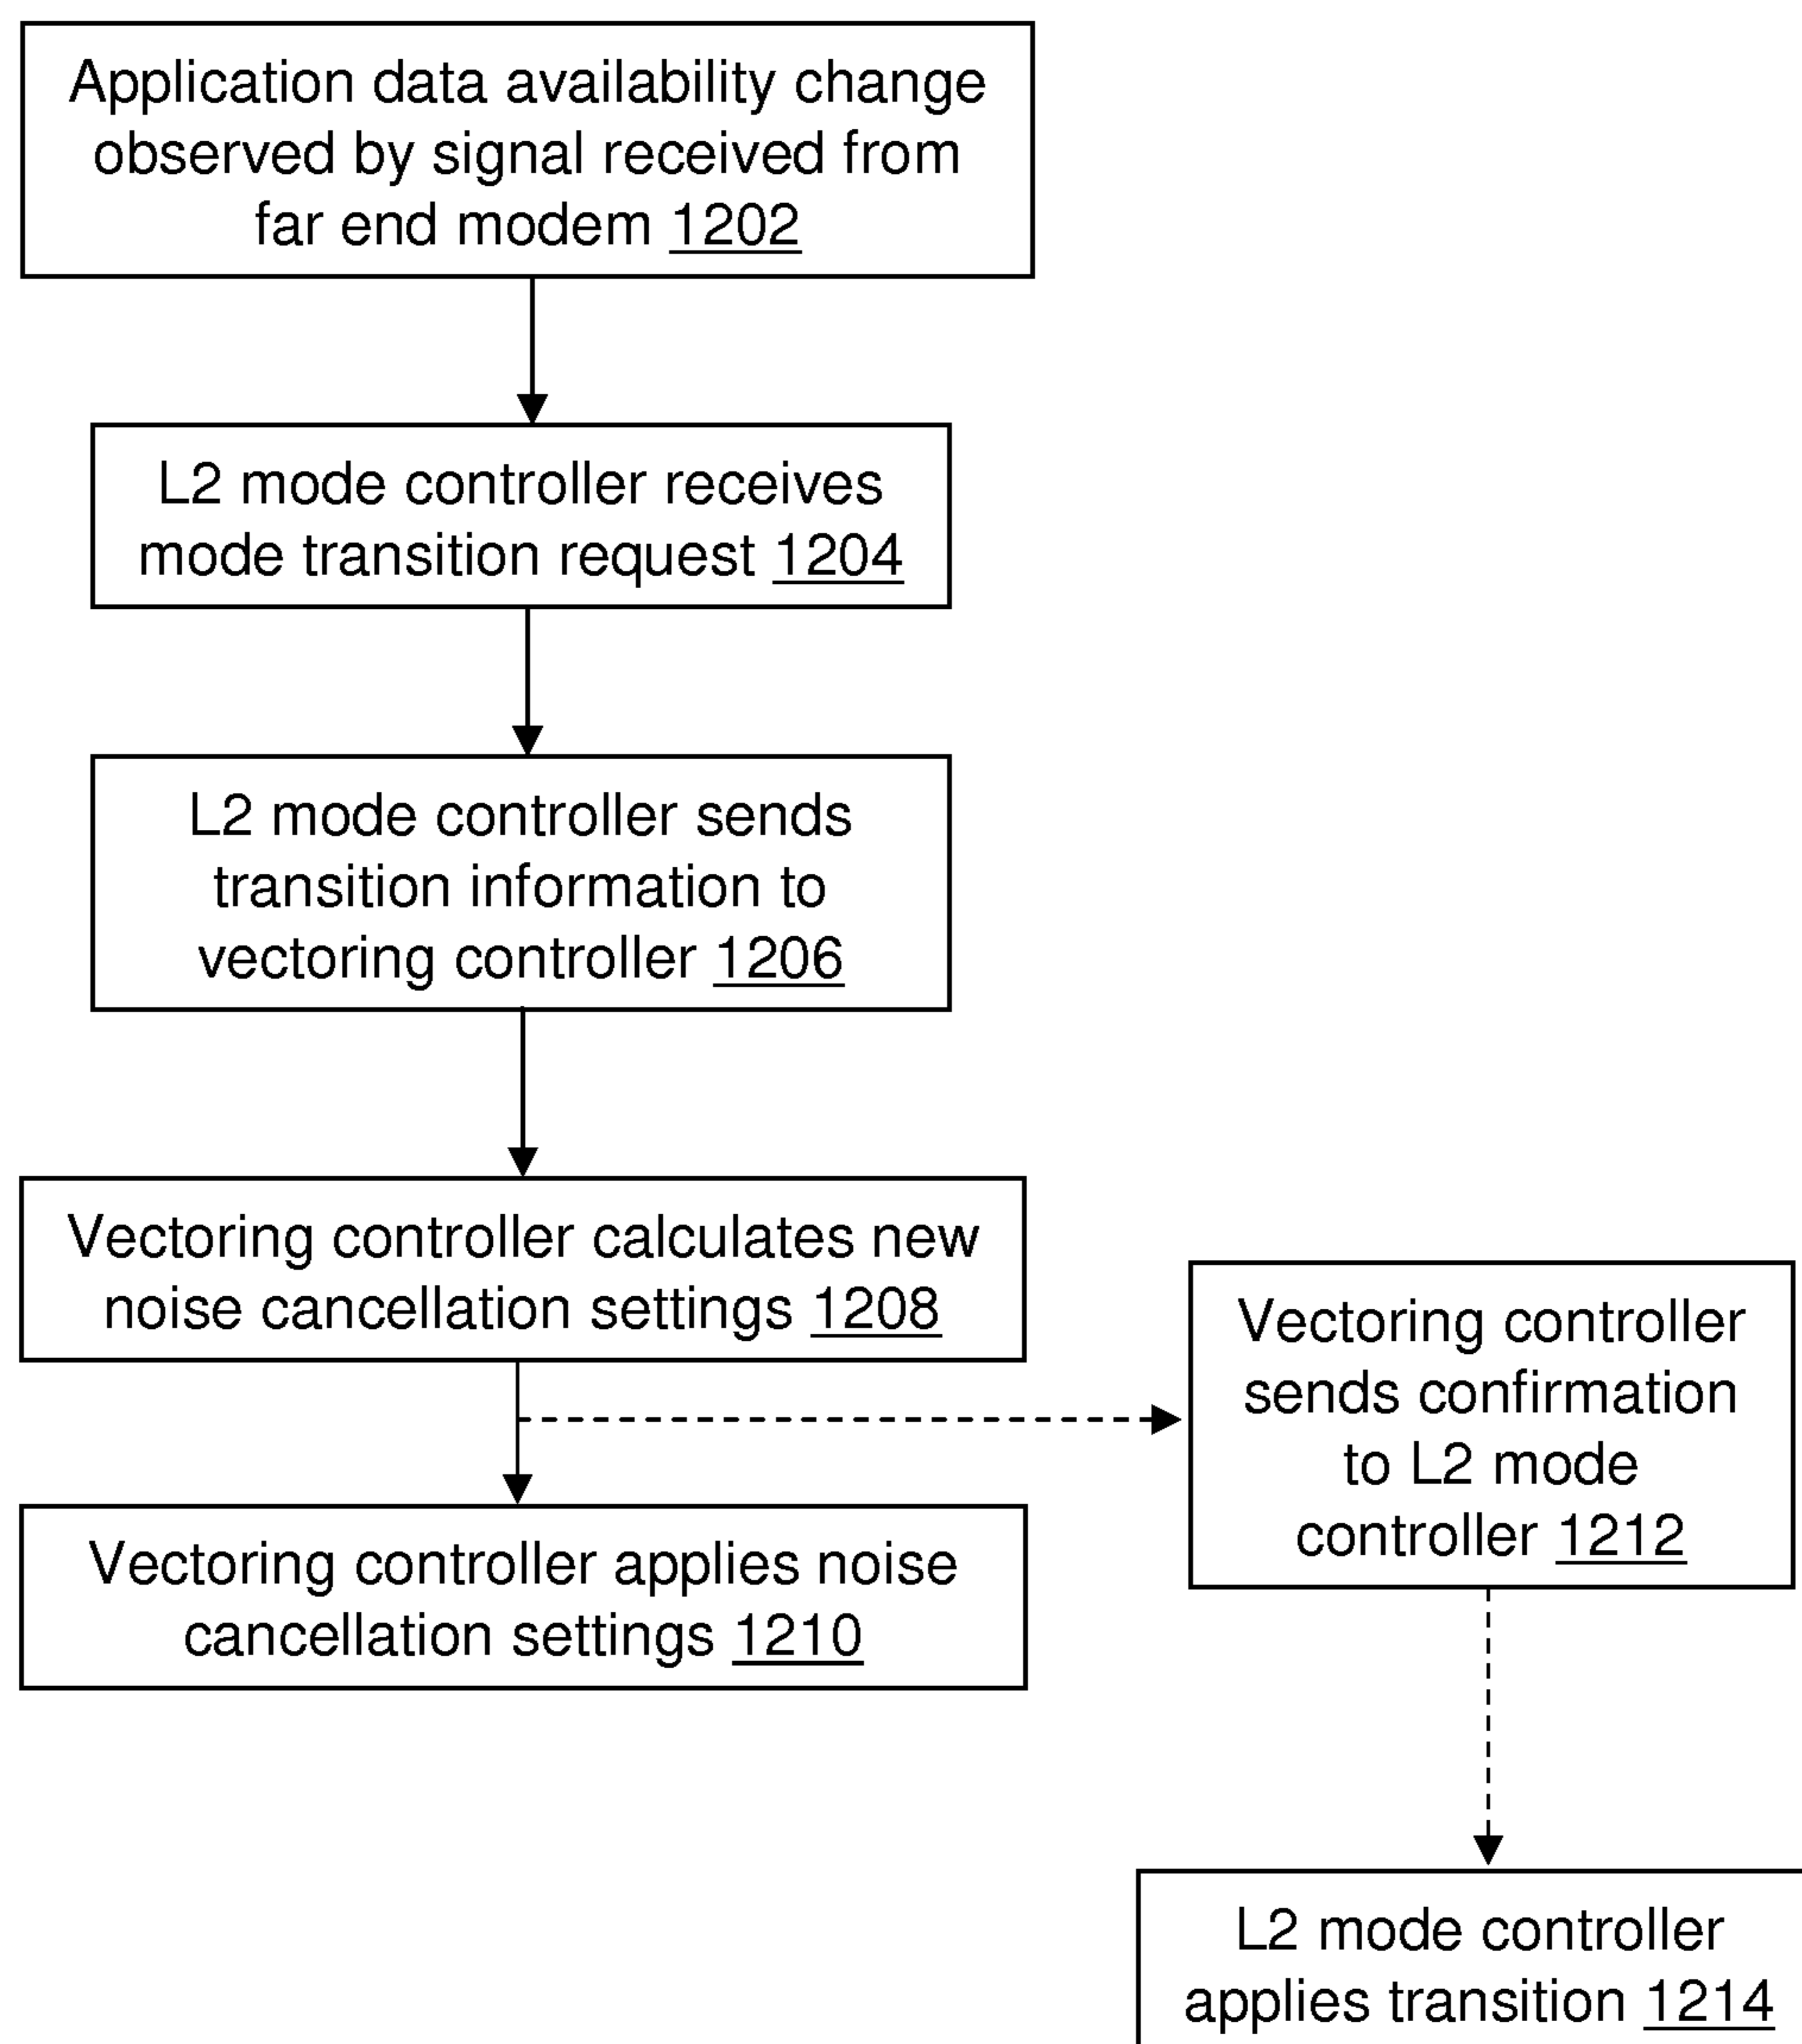 Application data availability change
observed by signal received from
far end modem 1202
L2 mode controller receives
mode transition request 1204
L2 mode controller sends
transition information to
vectoring controller 1206
Vectoring controller calculates new
noise cancellation settings 1208
Vectoring controller applies noise
cancellation settings 1210
Vectoring controller
sends confirmation
to L2 mode
controller 1212
L2 mode controller
applies transition 1214